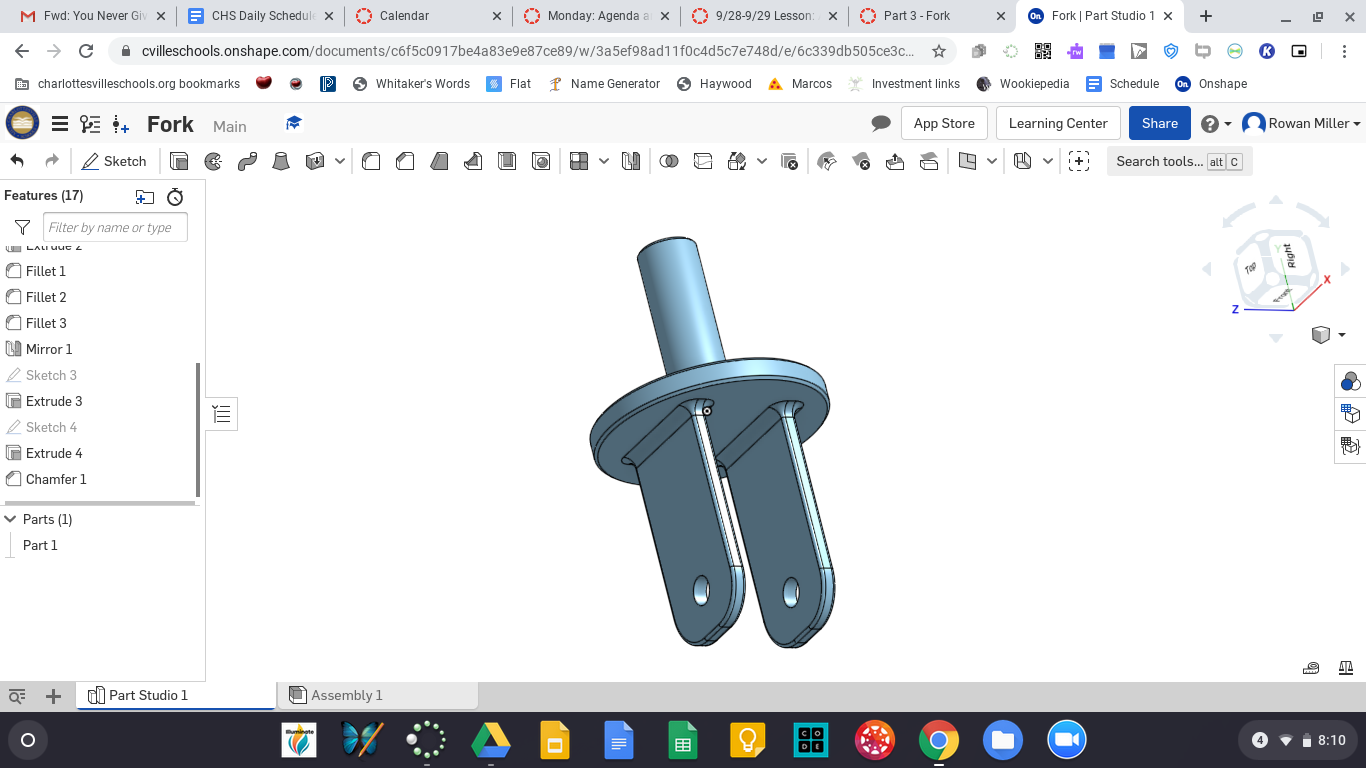 Fwd: You Never Giv
CHS Daily Schedule
Calendar
Monday: Agenda a
9/28-9/29 Lesson:
Part 3 - Fork
On Fork | Part Studio 1
cvilleschools.onshape.com/documents/c6f5c0917be4a83e9e87ce89/w/3a5ef98ad11f0c4d5c7e748d/e/6c339db505ce3c...
charlottesvilleschools.org bookmarks
Whitaker's Words
Flat
Name Generator
Haywood
Marcos
Investment links
Wookiepedia
Schedule
On Onshape
Fork Main
App Store
Learning Center
Share
Rowan Miller
Sketch
Search tools... alt C
Features (17)
Filter by name or type
Extrude 2
Fillet 1
Fillet 2
Fillet 3
Mirror 1
Sketch 3
Extrude 3
Sketch 4
Extrude 4
Chamfer 1
Parts (1)
Part 1
Top
Right
Front
X
Y
Z
Part Studio 1
Assembly 1
Illuminate
CODE
4
8:10